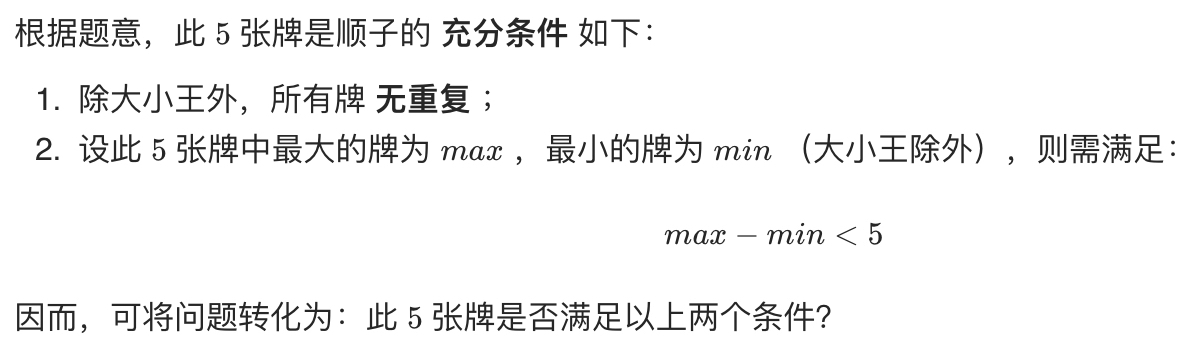 根据题意，此 5 张牌是顺子的 充分条件 如下：
1. 除大小王外，所有牌 无重复 ；
2. 设此 5 张牌中最大的牌为 max ，最小的牌为 min （大小王除外），则需满足：
max − min < 5
因而，可将问题转化为：此 5 张牌是否满足以上两个条件？